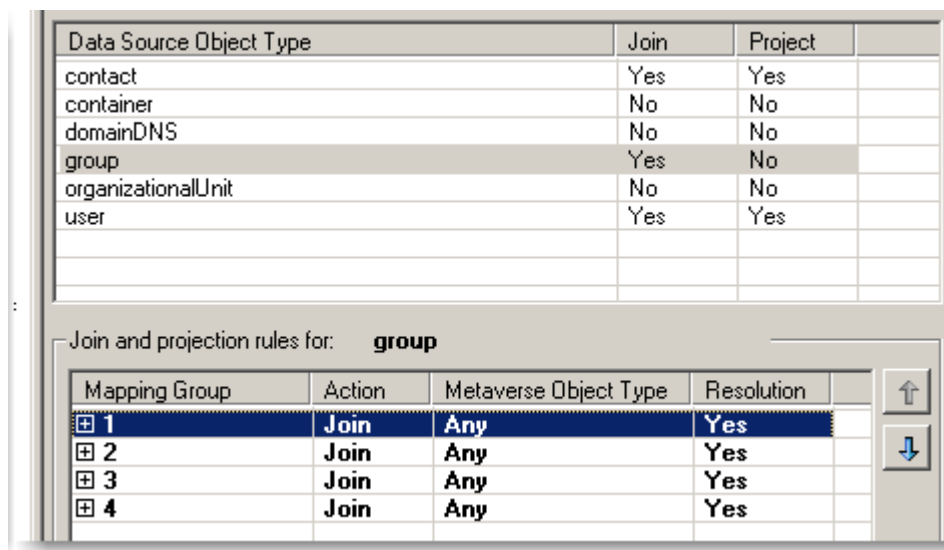 Data Source Object Type Join Project
contact Yes Yes
container No No
domainDNS No No
group Yes No
organizationalUnit No No
user Yes Yes
:
Join and projection rules for: group
Mapping Group Action Metaverse Object Type Resolution
1 Join Any Yes
2 Join Any Yes
3 Join Any Yes
4 Join Any Yes